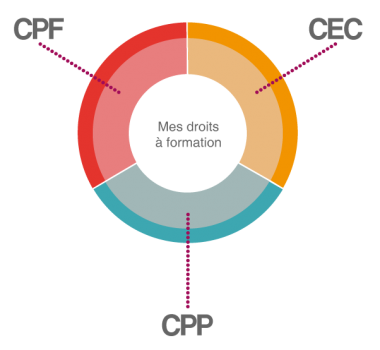 CPF
CEC
Mes droits
à formation
CPP